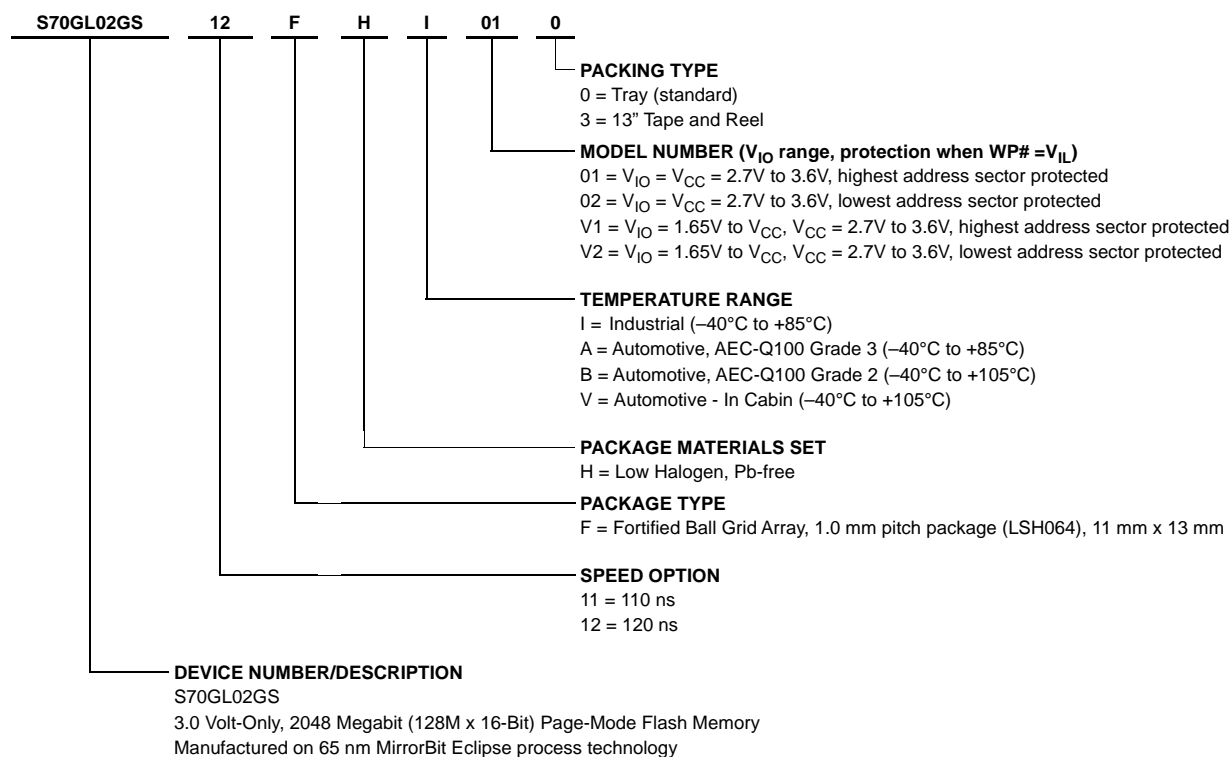 S70GL02GS 12 F H I 01 0
PACKING TYPE
0 = Tray (standard)
3 = 13” Tape and Reel
MODEL NUMBER (VIO range, protection when WP# =VIL)
01 = VIO = VCC = 2.7V to 3.6V, highest address sector protected
02 = VIO = VCC = 2.7V to 3.6V, lowest address sector protected
V1 = VIO = 1.65V to VCC, VCC = 2.7V to 3.6V, highest address sector protected
V2 = VIO = 1.65V to VCC, VCC = 2.7V to 3.6V, lowest address sector protected
TEMPERATURE RANGE
I = Industrial (–40°C to +85°C)
A = Automotive, AEC-Q100 Grade 3 (–40°C to +85°C)
B = Automotive, AEC-Q100 Grade 2 (–40°C to +105°C)
V = Automotive - In Cabin (–40°C to +105°C)
PACKAGE MATERIALS SET
H = Low Halogen, Pb-free
PACKAGE TYPE
F = Fortified Ball Grid Array, 1.0 mm pitch package (LSH064), 11 mm x 13 mm
SPEED OPTION
11 = 110 ns
12 = 120 ns
DEVICE NUMBER/DESCRIPTION
S70GL02GS
3.0 Volt-Only, 2048 Megabit (128M x 16-Bit) Page-Mode Flash Memory
Manufactured on 65 nm MirrorBit Eclipse process technology